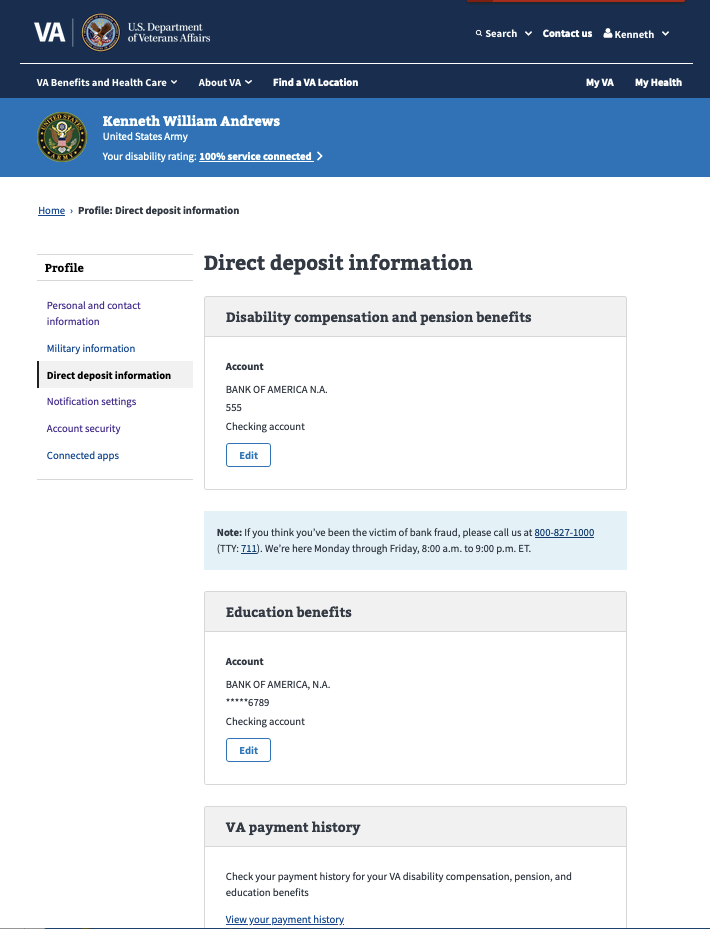 VA
U.S. Department
of Veterans Affairs
Search
Contact us
Kenneth
VA Benefits and Health Care
About VA
Find a VA Location
My VA
My Health
UNITED STATES
ARMY
Kenneth William Andrews
United States Army
Your disability rating: 100% service connected
Home › Profile: Direct deposit information
Profile
Personal and contact
information
Military information
Direct deposit information
Notification settings
Account security
Connected apps
Direct deposit information
Disability compensation and pension benefits
Account
BANK OF AMERICA N.A.
555
Checking account
Edit
Note: If you think you’ve been the victim of bank fraud, please call us at 800-827-1000
(TTY: 711). We’re here Monday through Friday, 8:00 a.m. to 9:00 p.m. ET.
Education benefits
Account
BANK OF AMERICA, N.A.
*****6789
Checking account
Edit
VA payment history
Check your payment history for your VA disability compensation, pension, and
education benefits
View your payment history